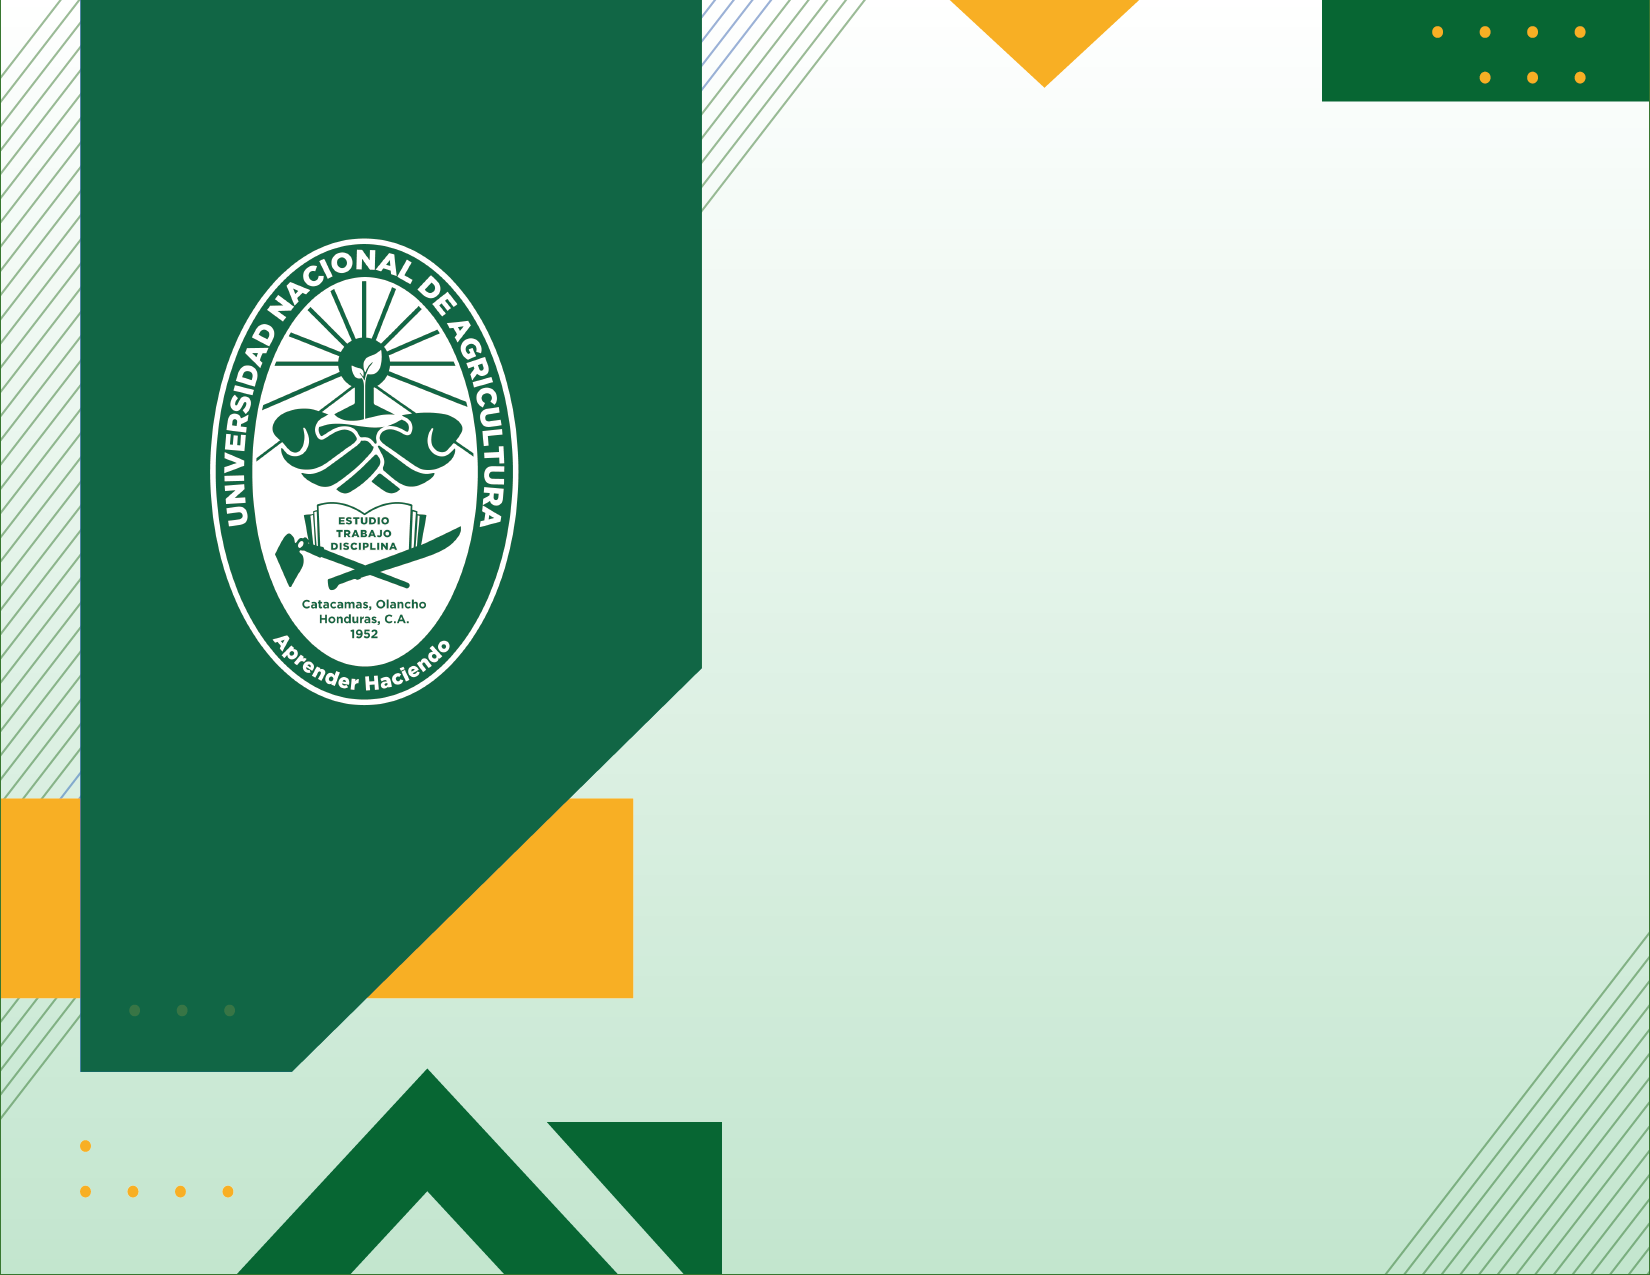 UNIVERSIDAD NACIONAL DE AGRICULTURA
ESTUDIO
TRABAJO
DISCIPLINA
Catacamas, Olancho
Honduras, C.A.
1952
Aprender Haciendo